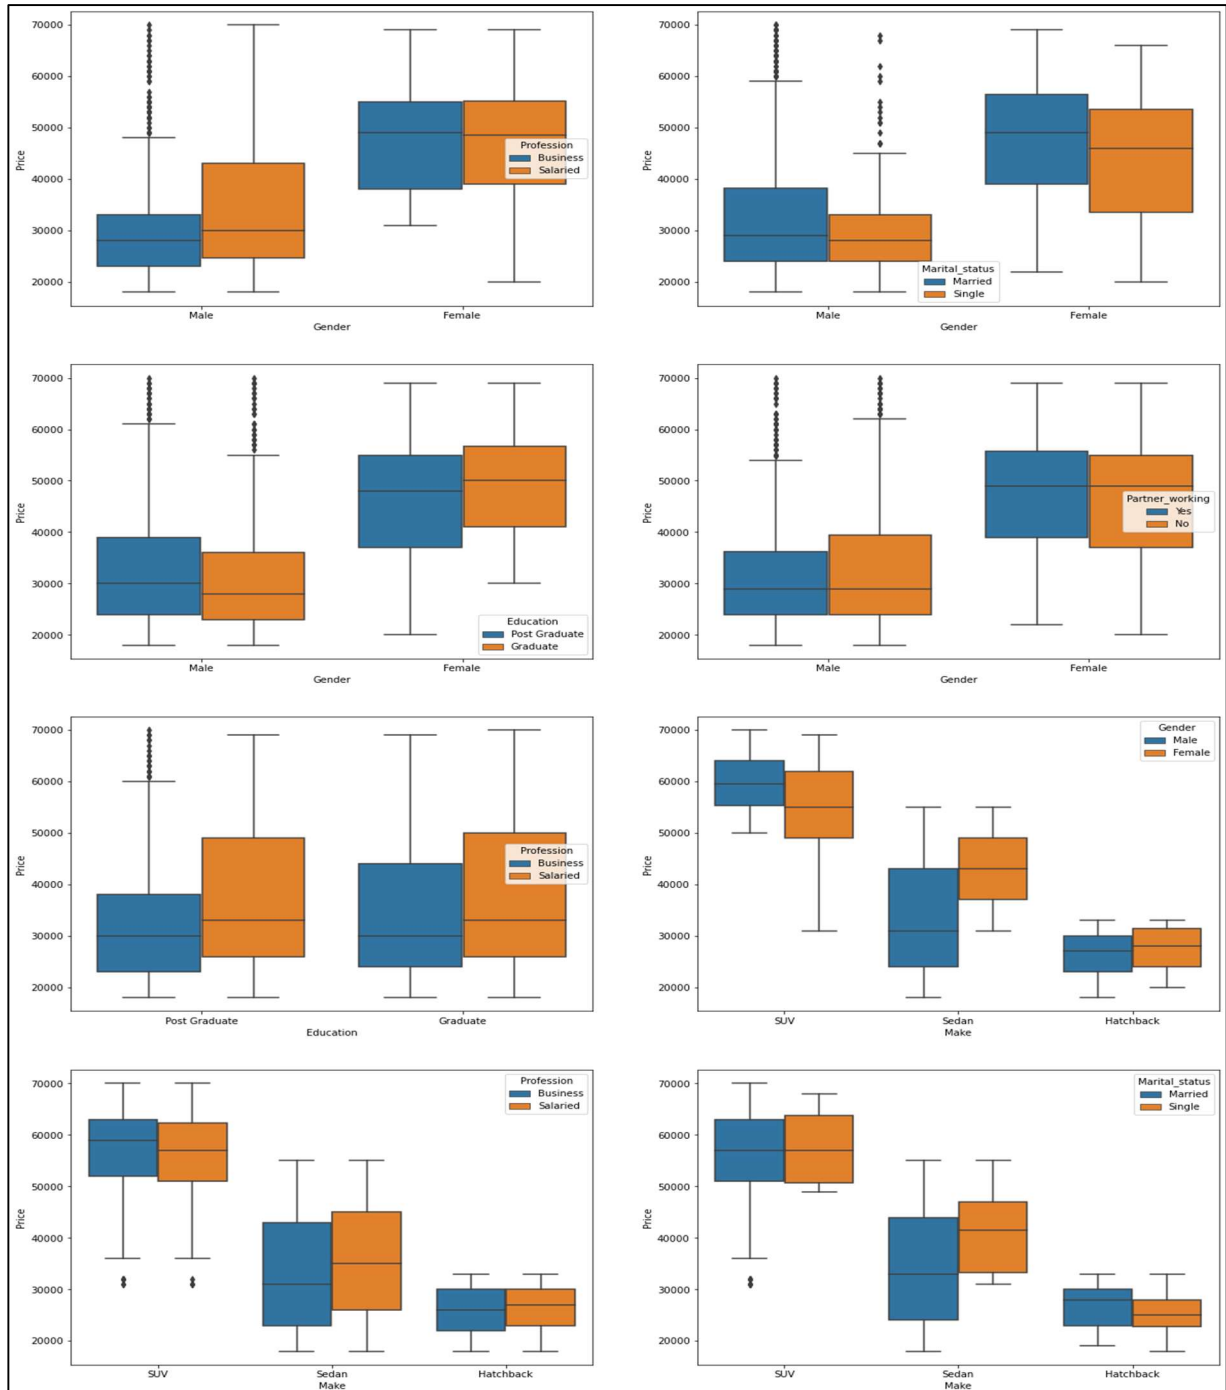 70000
60000
50000
40000
30000
20000
Price
Profession
Business
Salaried
Male
Female
Gender
70000
60000
50000
40000
30000
20000
Price
Marital_status
Married
Single
Male
Female
Gender
70000
60000
50000
40000
30000
20000
Price
Education
Post Graduate
Graduate
Male
Female
Gender
70000
60000
50000
40000
30000
20000
Price
Partner_working
Yes
No
Male
Female
Gender
70000
60000
50000
40000
30000
20000
Price
Profession
Business
Salaried
Post Graduate
Graduate
Education
70000
60000
50000
40000
30000
20000
Price
Gender
Male
Female
SUV
Sedan
Hatchback
Make
70000
60000
50000
40000
30000
20000
Price
Profession
Business
Salaried
SUV
Sedan
Hatchback
Make
70000
60000
50000
40000
30000
20000
Price
Marital_status
Married
Single
SUV
Sedan
Hatchback
Make